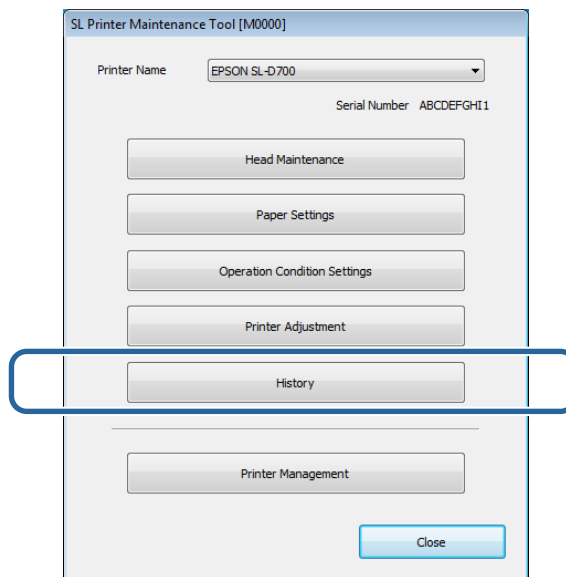 SL Printer Maintenance Tool [M0000]
Printer Name EPSON SL-D700
Serial Number ABCDEFGHI1
Head Maintenance
Paper Settings
Operation Condition Settings
Printer Adjustment
History
Printer Management
Close